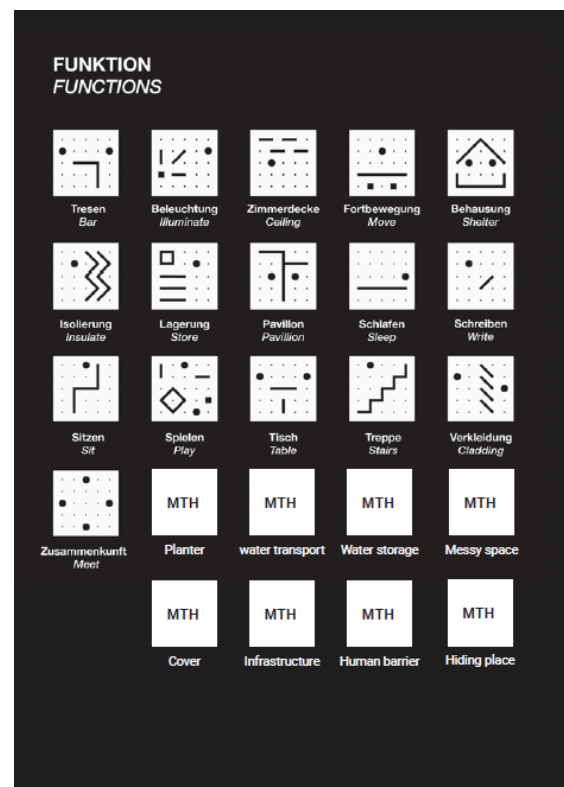 FUNKTION
FUNCTIONS
Tresen
Bar
Beleuchtung
Illuminate
Zimmerdecke
Ceiling
Fortbewegung
Move
Behausung
Shelter
Isolierung
Insulate
Lagerung
Store
Pavillon
Pavillion
Schlafen
Sleep
Schreiben
Write
Sitzen
Sit
Spielen
Play
Tisch
Table
Treppe
Stairs
Verkleidung
Cladding
Zusammenkunft
Meet
MTH
Planter
MTH
water transport
MTH
Water storage
MTH
Messy space
MTH
Cover
MTH
Infrastructure
MTH
Human barrier
MTH
Hiding place